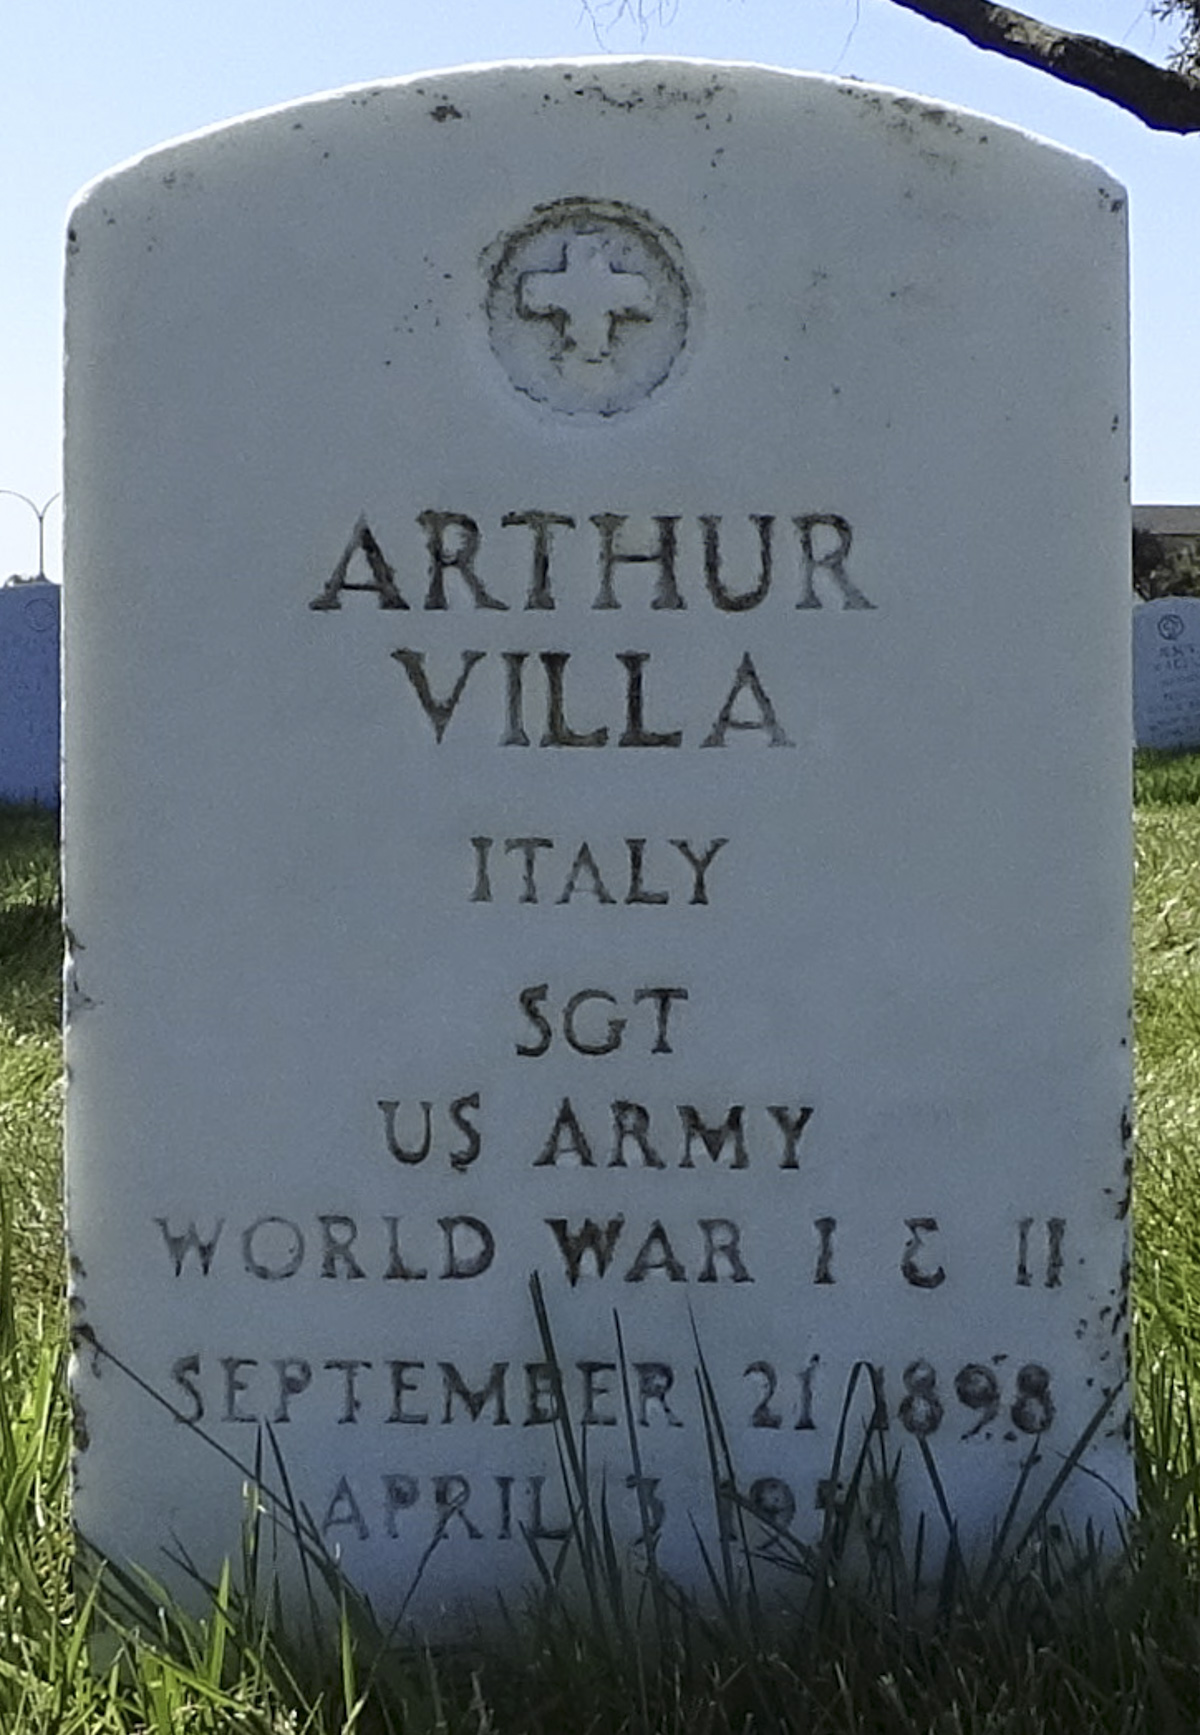 ARTHUR
VILLA
ITALY
SGT
US ARMY
WORLD WAR I & II
SEPTEMBER 21 1898
APRIL 3